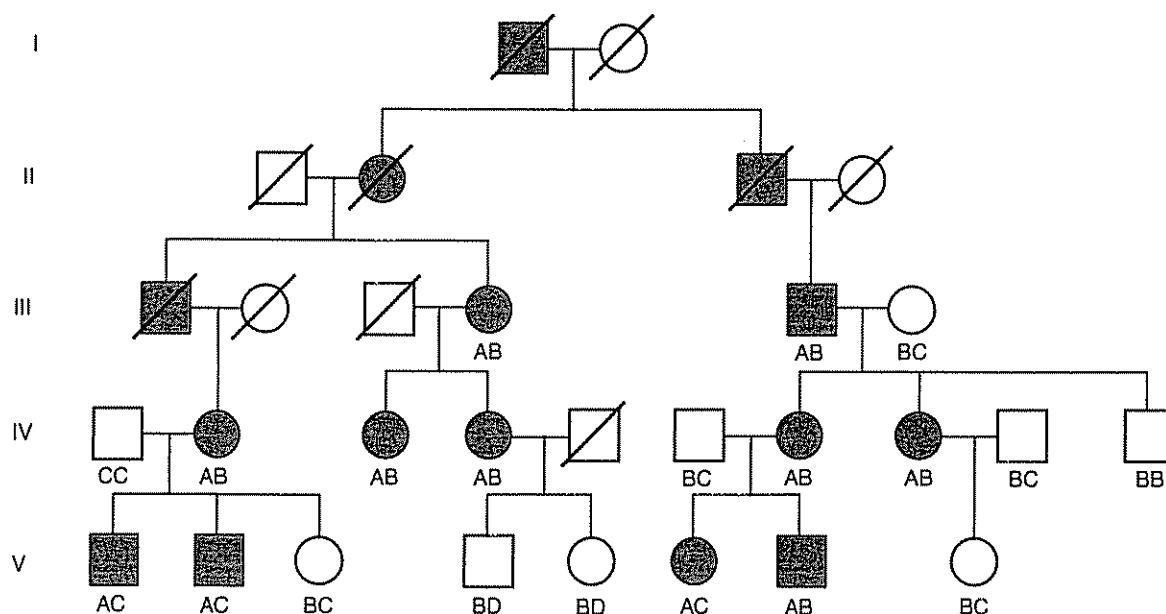 I
II
III
AB AB BC
IV
CC AB AB AB BC AB AB BC BB
V
AC AC BC BD BD AC AB BC